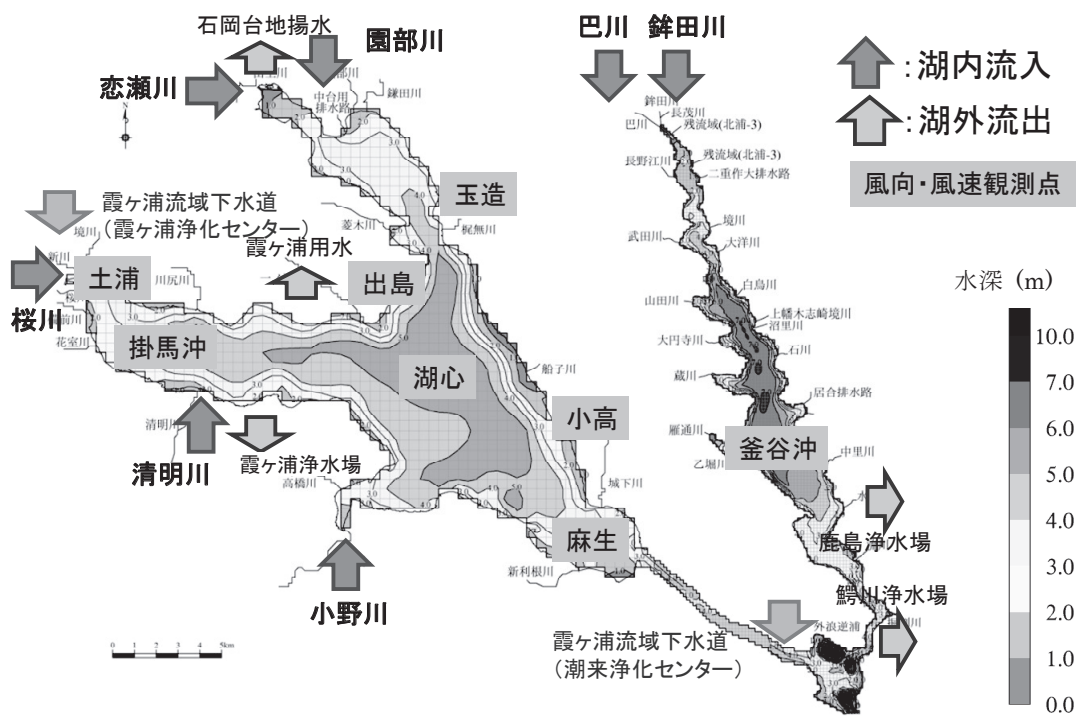 石岡台地揚水
園部川
恋瀬川
中台用
排水路
鎌田川
巴川
鉾田川
:湖内流入
:湖外流出
風向・風速観測点
鉾田川
長茂川
巴川
残流域(北浦-3)
長野江川
残流域(北浦-3)
二重作大排水路
境川
武田川
大洋川
白鳥川
山田川
上幡木志崎境川
沼里川
大円寺川
石川
蔵川
居合排水路
雁通川
釜谷沖
中里川
乙堀川
鹿島浄水場
鰐川浄水場
外浪逆浦
霞ヶ浦流域下水道
(霞ヶ浦浄化センター)
境川
新川
桜川
土浦
川尻川
花室川
掛馬沖
霞ヶ浦用水
菱木川
出島
玉造
梶無川
湖心
船子川
小高
城下川
清明川
清明川
霞ヶ浦浄水場
高橋川
小野川
麻生
新利根川
霞ヶ浦流域下水道
(潮来浄化センター)
0 1 2 3 4 5km
水深 (m)
10.0
7.0
6.0
5.0
4.0
3.0
2.0
1.0
0.0